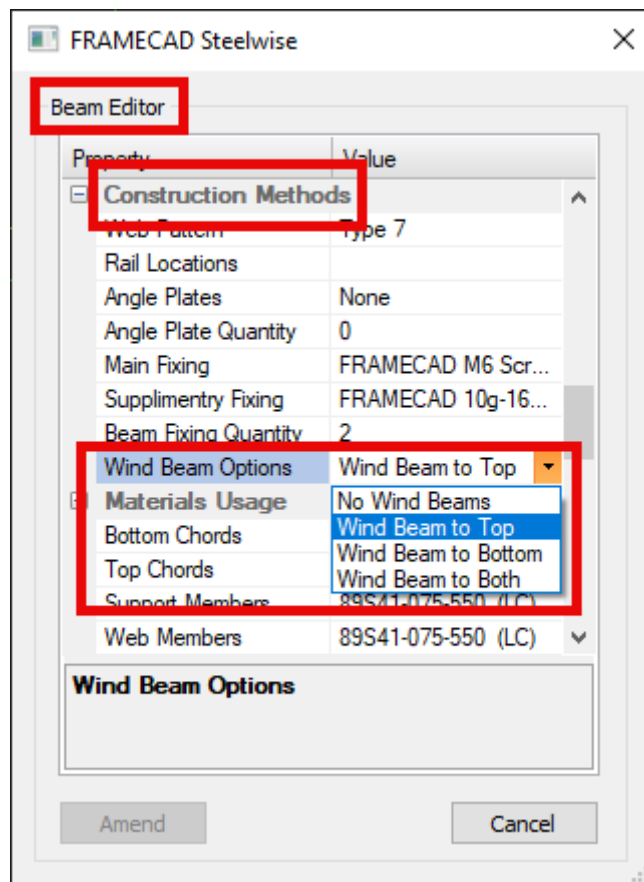 FRAMECAD Steelwise
Beam Editor
Property Value
Construction Methods
Web Pattern Type 7
Rail Locations
Angle Plates None
Angle Plate Quantity 0
Main Fixing FRAMECAD M6 Scr...
Supplimentry Fixing FRAMECAD 10g-16...
Beam Fixing Quantity 2
Wind Beam Options Wind Beam to Top
Materials Usage No Wind Beams
Wind Beam to Top
Bottom Chords Wind Beam to Bottom
Top Chords Wind Beam to Both
Support Members 89S41-075-550 (LC)
Web Members 89S41-075-550 (LC)
Wind Beam Options
Amend Cancel